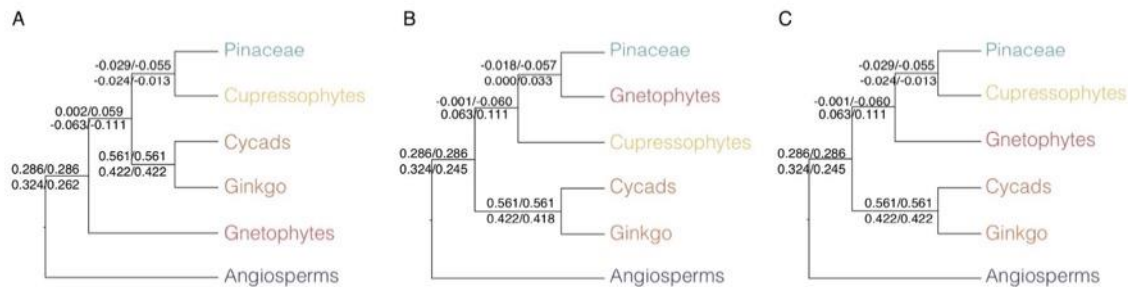 A
Pinaceae
-0.029/-0.055
-0.024/-0.013
Cupressophytes
0.002/0.059
-0.063/-0.111
Cycads
0.561/0.561
0.422/0.422
Ginkgo
0.286/0.286
0.324/0.262
Gnetophytes
Angiosperms
B
Pinaceae
-0.018/-0.057
0.000/0.033
Gnetophytes
-0.001/-0.060
0.063/0.111
Cupressophytes
0.286/0.286
0.324/0.245
Cycads
0.561/0.561
0.422/0.418
Ginkgo
Angiosperms
C
Pinaceae
-0.029/-0.055
-0.024/-0.013
Cupressophytes
-0.001/-0.060
0.063/0.111
Gnetophytes
0.286/0.286
0.324/0.245
Cycads
0.561/0.561
0.422/0.422
Ginkgo
Angiosperms